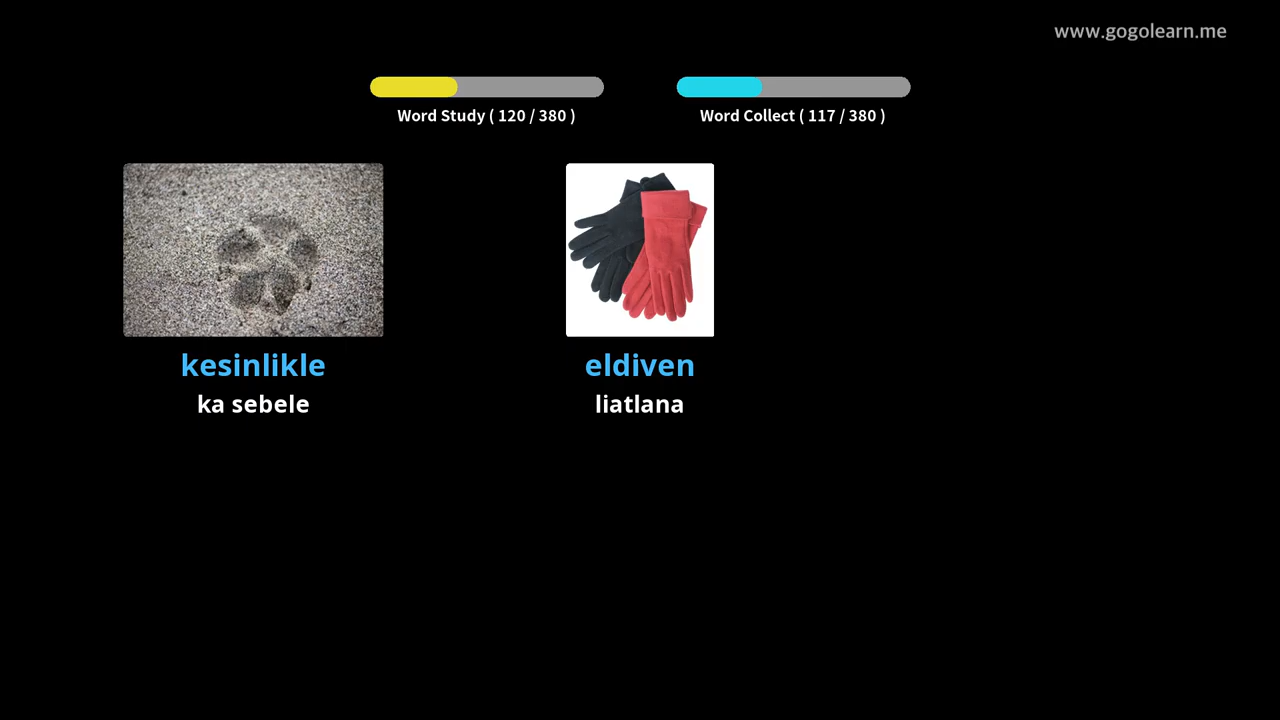 www.gogolearn.me
Word Study ( 120 / 380 )
Word Collect ( 117 / 380 )
kesinlikle
ka sebele
eldiven
liatlana